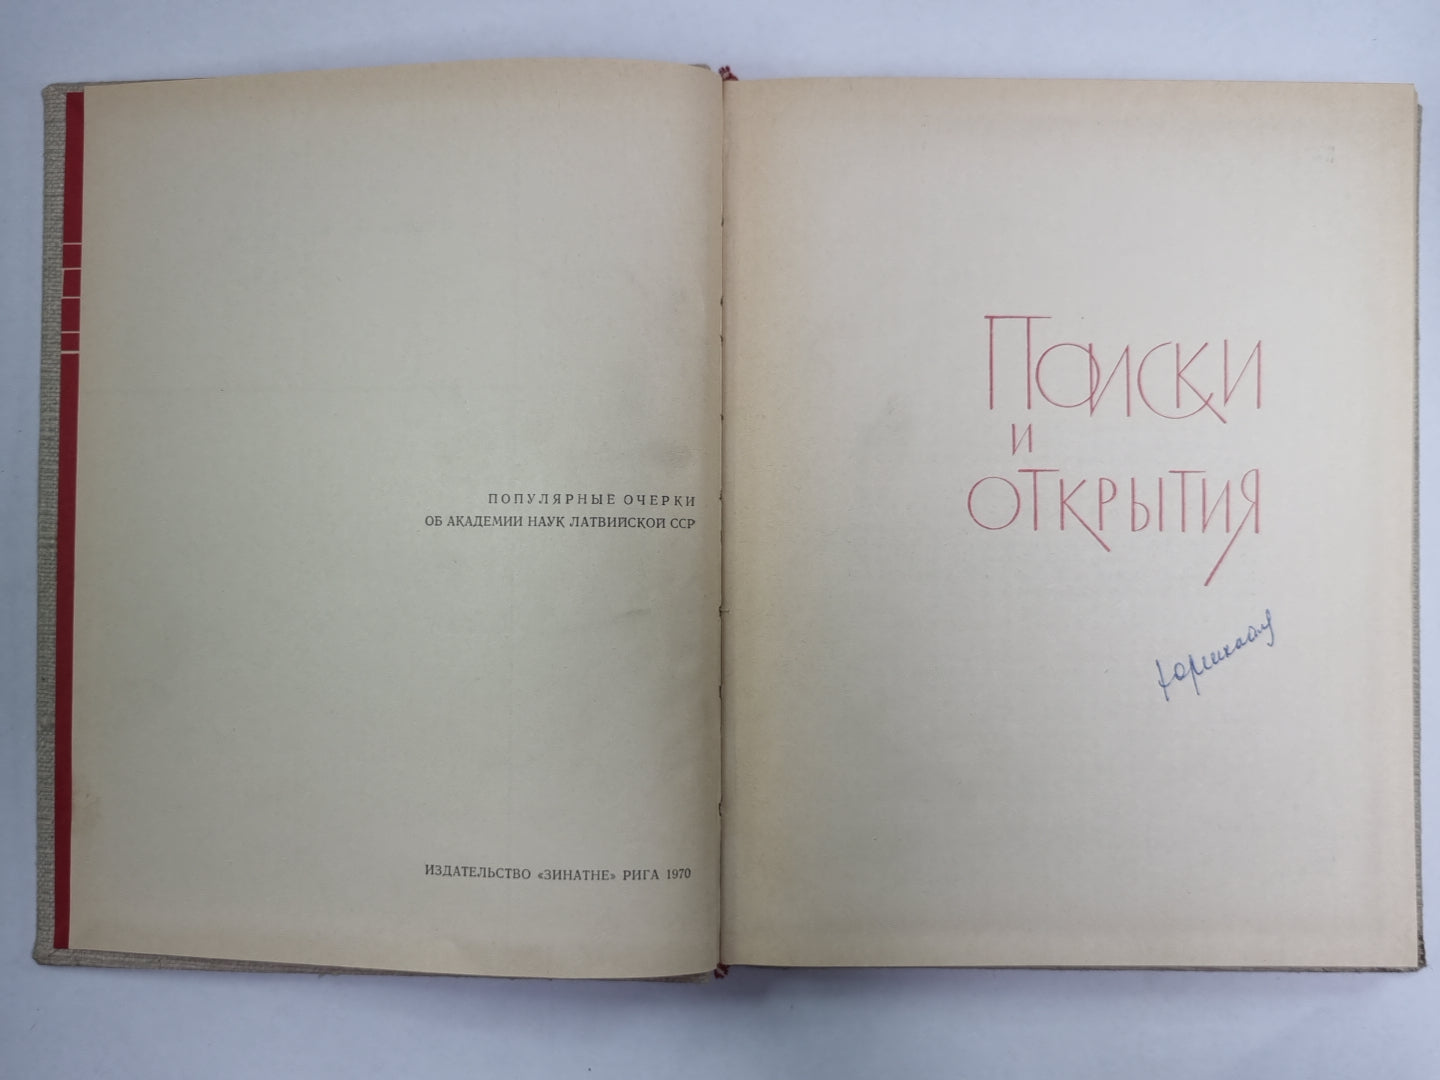 ПОПУЛЯРНЫЕ ОЧЕРКИ
ОБ АКАДЕМИИ НАУК ЛАТВИЙСКОЙ ССР
ИЗДАТЕЛЬСТВО «ЗИНАТНЕ» РИГА 1970
ПОИСКИ
И
ОТКРЫТИЯ